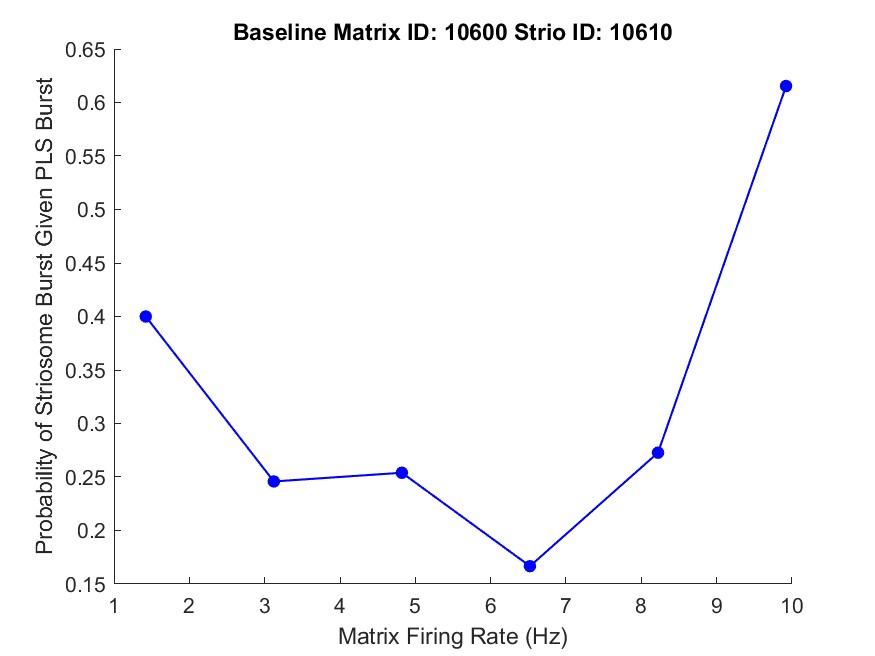 Baseline Matrix ID: 10600 Strio ID: 10610
Probability of Striosome Burst Given PLS Burst
0.65
0.6
0.55
0.5
0.45
0.4
0.35
0.3
0.25
0.2
0.15
1 2 3 4 5 6 7 8 9 10
Matrix Firing Rate (Hz)